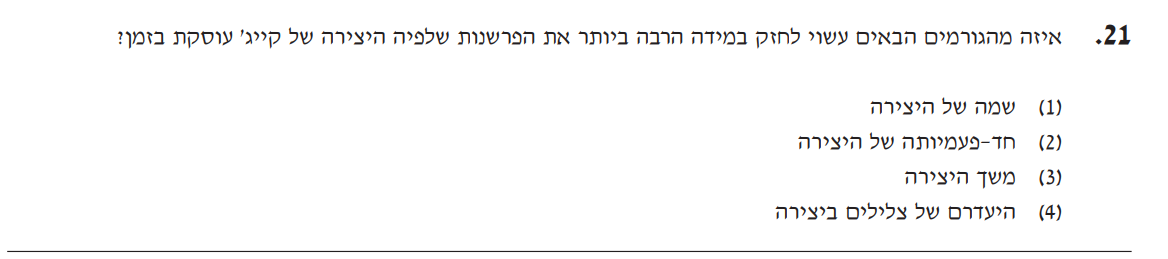 21. איזה מהגורמים הבאים עשוי לחזק במידה הרבה ביותר את הפרשנות שלפיה היצירה של קייג' עוסקת בזמן?
(1) שמה של היצירה
(2) חד-פעמיותה של היצירה
(3) משך היצירה
(4) היעדרם של צלילים ביצירה